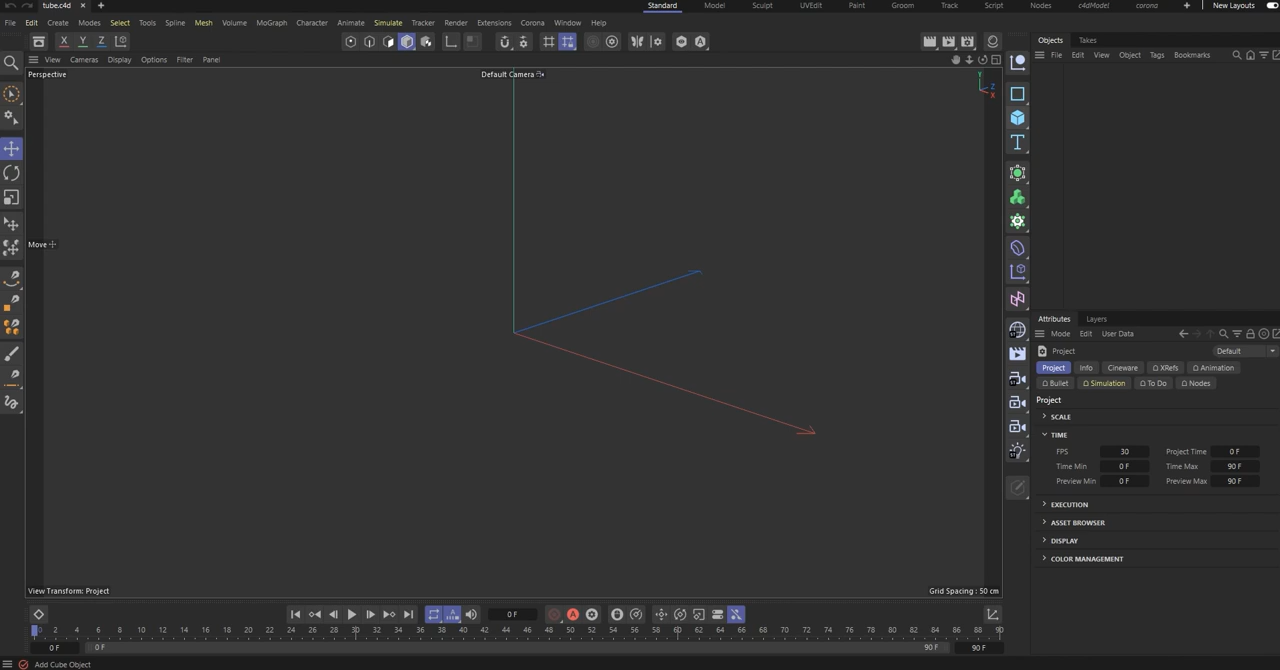 tube.c4d
Standard Model Sculpt UVEdit Paint Groom Track Script Nodes c4dModel corona New Layouts
File Edit Create Modes Select Tools Spline Mesh Volume MoGraph Character Animate Simulate Tracker Render Extensions Corona Window Help
X Y Z
Objects Takes
View Cameras Display Options Filter Panel
File Edit View Object Tags Bookmarks
Perspective
Default Camera
Y
Z
X
T
Move
Attributes Layers
Mode Edit User Data
Project
Default
Project Info Cineware XRefs Animation
Bullet Simulation To Do Nodes
Project
SCALE
TIME
FPS 30 Project Time 0 F
Time Min 0 F Time Max 90 F
Preview Min 0 F Preview Max 90 F
EXECUTION
ASSET BROWSER
DISPLAY
COLOR MANAGEMENT
View Transform: Project
Grid Spacing : 50 cm
0 F
0 2 4 6 8 10 12 14 16 18 20 22 24 26 28 30 32 34 36 38 40 42 44 46 48 50 52 54 56 58 60 62 64 66 68 70 72 74 76 78 80 82 84 86 88 90
0 F 0 F 90 F 90 F
Add Cube Object